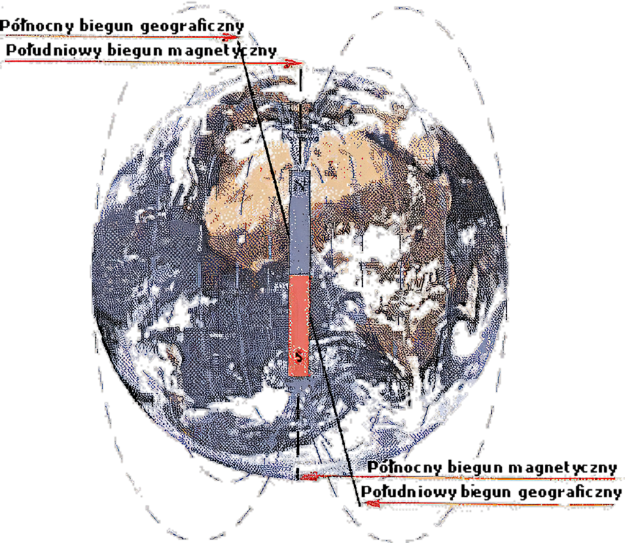 Północny biegun geograficzny
Południowy biegun magnetyczny
N
S
Północny biegun magnetyczny
Południowy biegun geograficzny